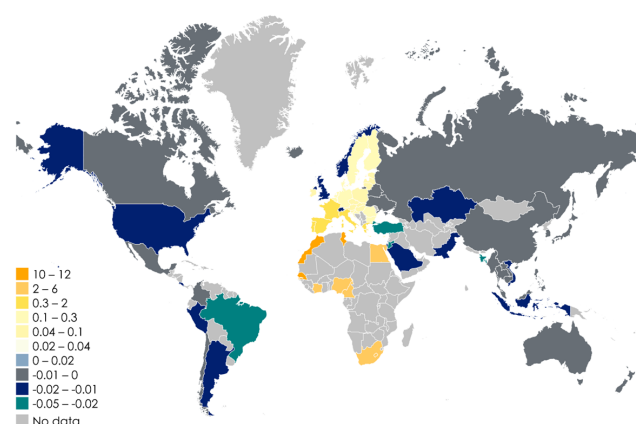 10 – 12
2 – 6
0.3 – 2
0.1 – 0.3
0.04 – 0.1
0.02 – 0.04
0 – 0.02
-0.01 – 0
-0.02 – -0.01
-0.05 – -0.02
No data